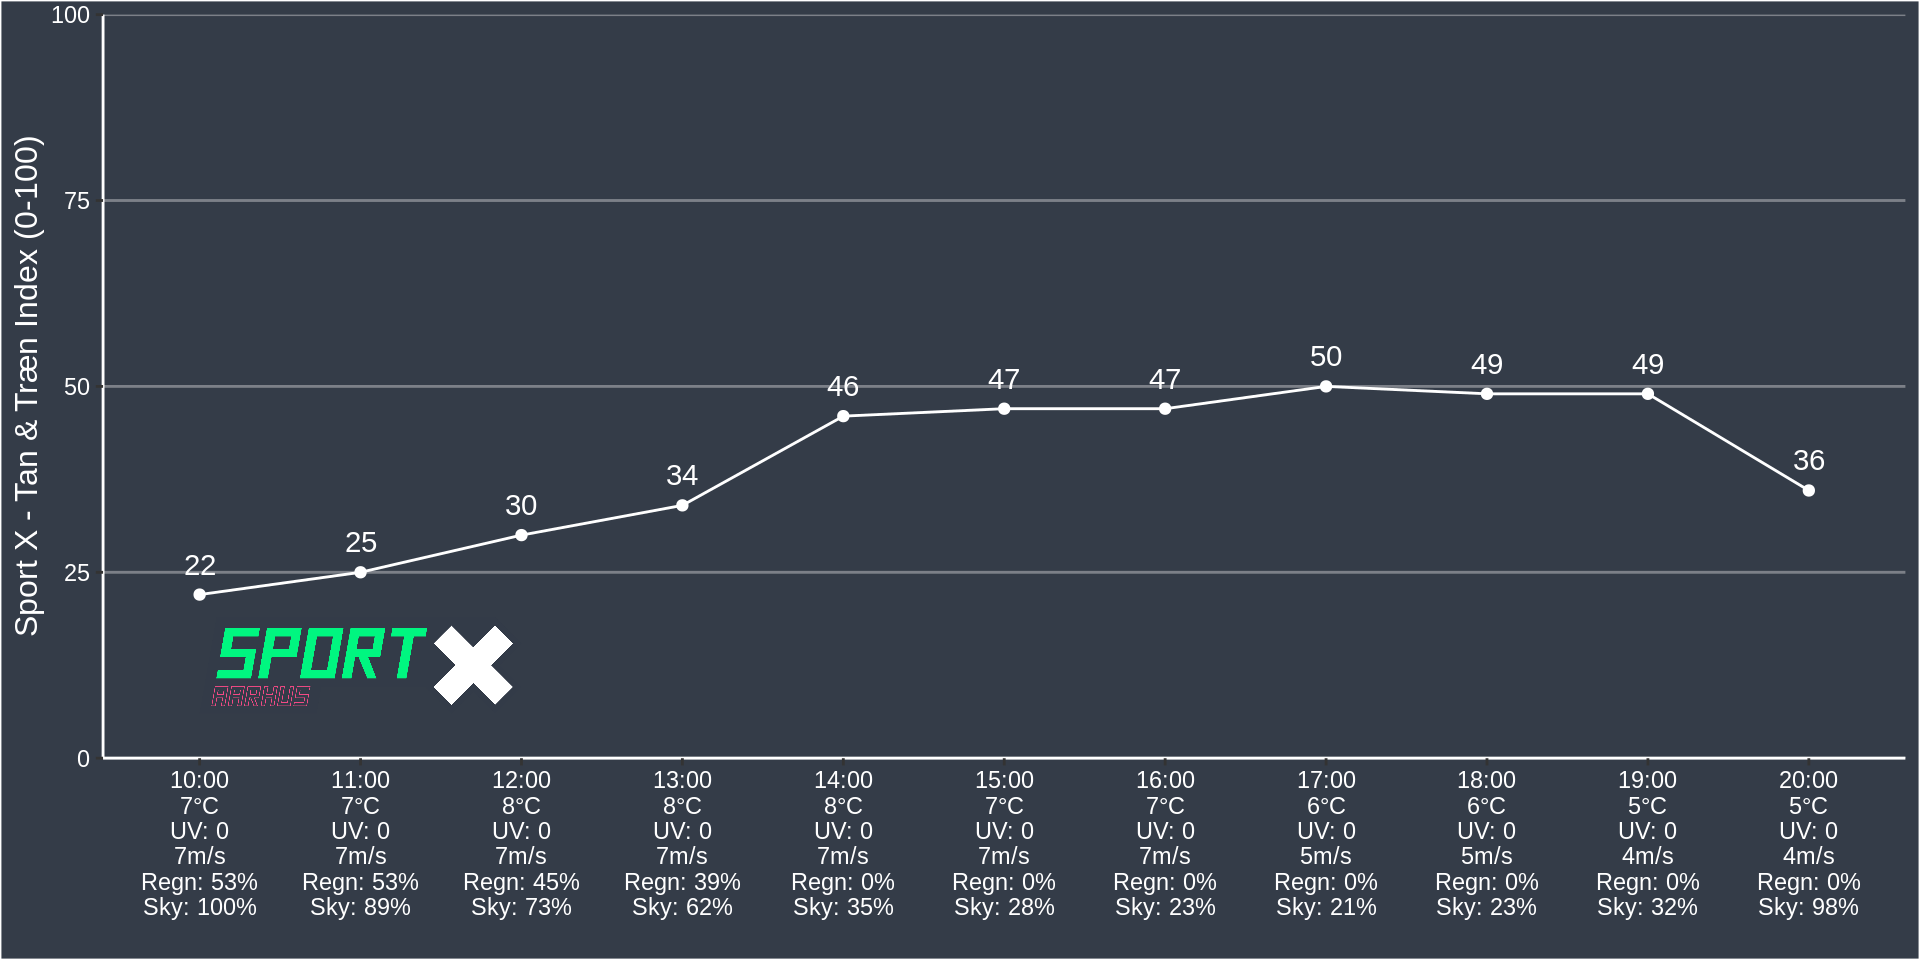 Sport X - Tan & Træn Index (0-100)
100
75
50
25
0
22
25
30
34
46
47
47
50
49
49
36
SPORT X
AARHUS
10:00 11:00 12:00 13:00 14:00 15:00 16:00 17:00 18:00 19:00 20:00
7°C 7°C 8°C 8°C 8°C 7°C 7°C 6°C 6°C 5°C 5°C
UV: 0 UV: 0 UV: 0 UV: 0 UV: 0 UV: 0 UV: 0 UV: 0 UV: 0 UV: 0 UV: 0
7m/s 7m/s 7m/s 7m/s 7m/s 7m/s 7m/s 5m/s 5m/s 4m/s 4m/s
Regn: 53% Regn: 53% Regn: 45% Regn: 39% Regn: 0% Regn: 0% Regn: 0% Regn: 0% Regn: 0% Regn: 0% Regn: 0%
Sky: 100% Sky: 89% Sky: 73% Sky: 62% Sky: 35% Sky: 28% Sky: 23% Sky: 21% Sky: 23% Sky: 32% Sky: 98%